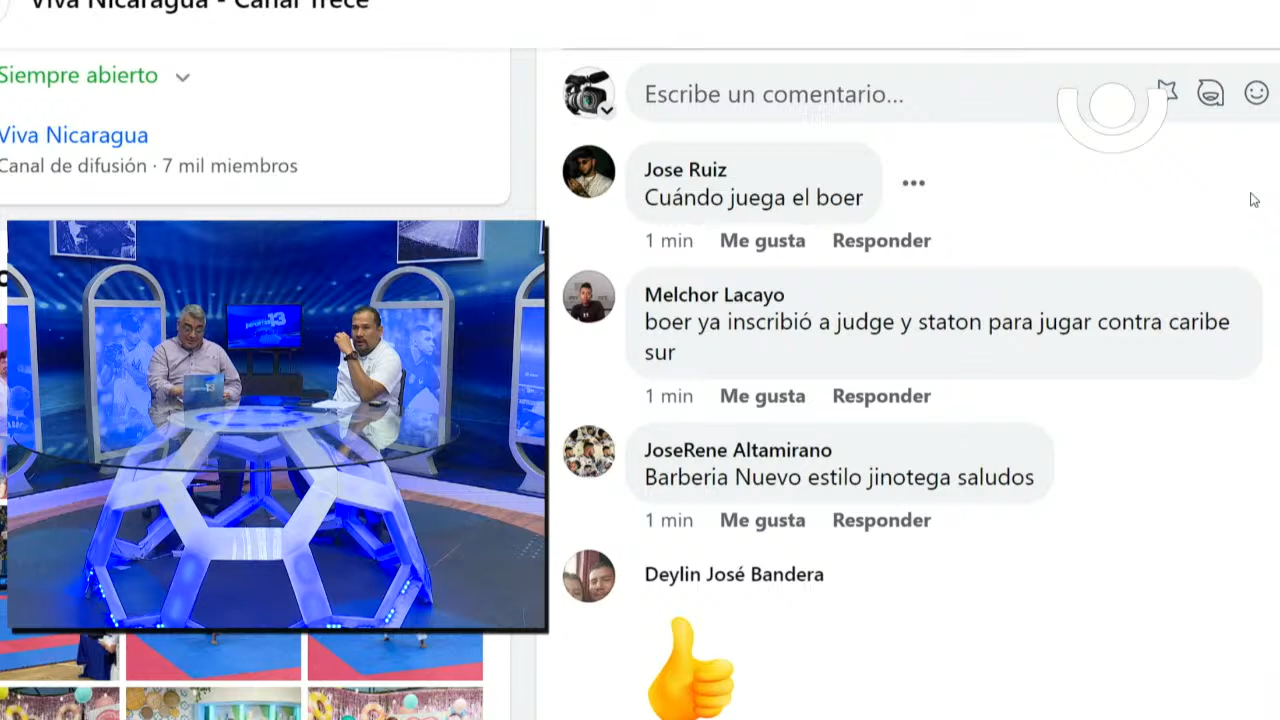 Viva Nicaragua - Canal Trece
Siempre abierto
Viva Nicaragua
Canal de difusión · 7 mil miembros
Escribe un comentario...
Jose Ruiz
Cuándo juega el boer
1 min Me gusta Responder
Melchor Lacayo
boer ya inscribió a judge y staton para jugar contra caribe
sur
1 min Me gusta Responder
JoseRene Altamirano
Barberia Nuevo estilo jinotega saludos
1 min Me gusta Responder
Deylin José Bandera
13